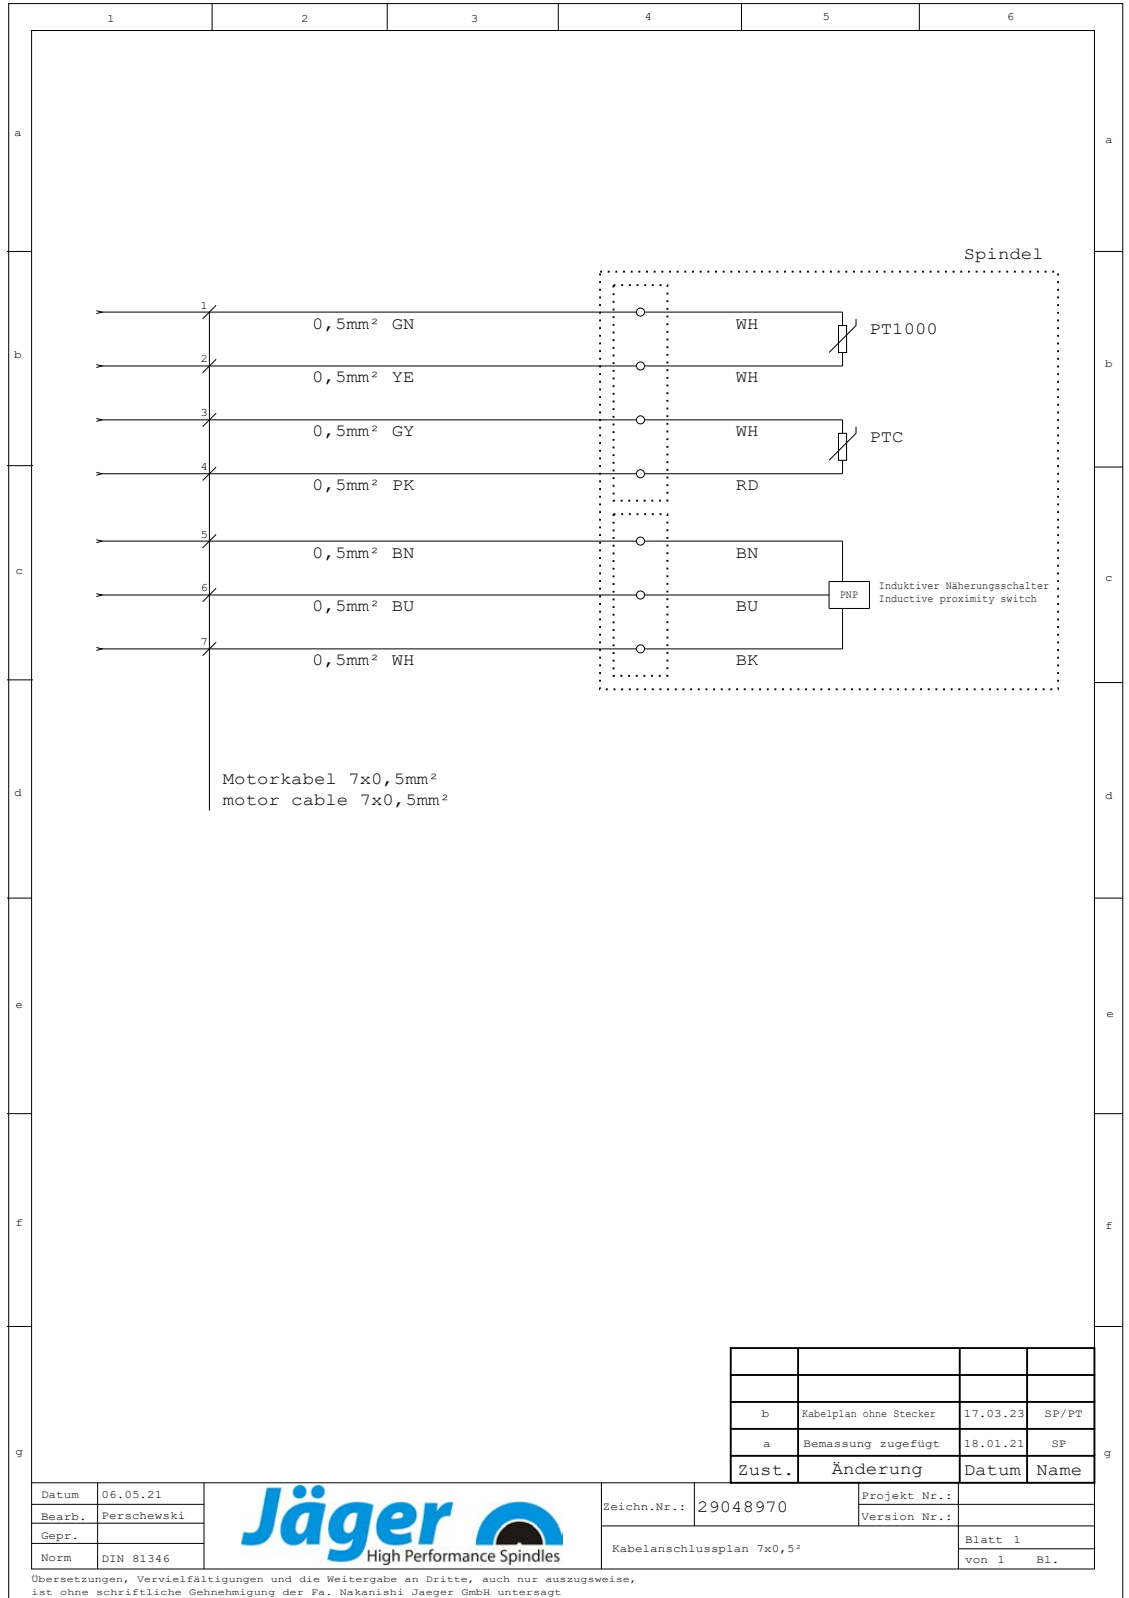 1 2 3 4 5 6
a a
Spindel
1
0,5mm² GN WH PT1000
b b
2
0,5mm² YE WH
3
0,5mm² GY WH PTC
4
0,5mm² PK RD
5
0,5mm² BN BN
c c
6
0,5mm² BU BU PNP
Induktiver Näherungsschalter
Inductive proximity switch
7
0,5mm² WH BK
Motorkabel 7x0,5mm²
motor cable 7x0,5mm²
d d
e e
f f
g g
b Kabelplan ohne Stecker 17.03.23 SP/PT
a Bemassung zugefügt 18.01.21 SP
Zust. Änderung Datum Name
Datum 06.05.21
Bearb. Perschewski
Gepr.
Norm DIN 81346
Jäger
High Performance Spindles
Zeichn.Nr.: 29048970
Projekt Nr.:
Version Nr.:
Kabelanschlussplan 7x0,5²
Blatt 1
von 1 Bl.
Übersetzungen, Vervielfältigungen und die Weitergabe an Dritte, auch nur auszugsweise,
ist ohne schriftliche Gehnehmigung der Fa. Nakanishi Jaeger GmbH untersagt